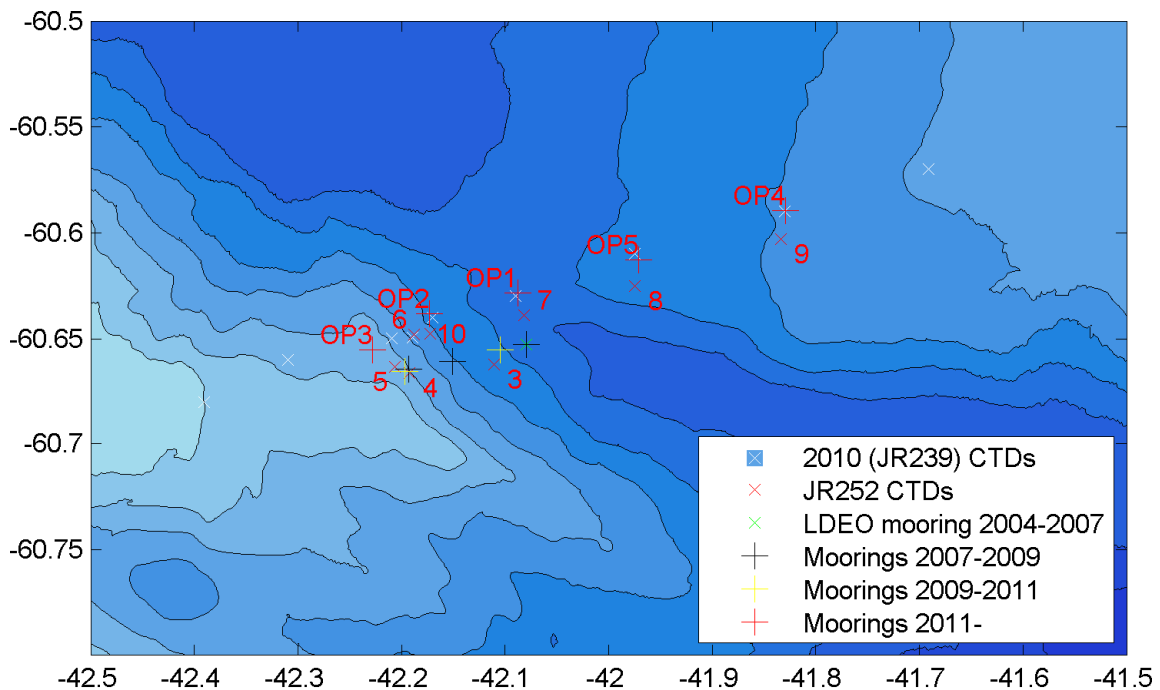 -60.5
-60.55
OP4
-60.6
OP5
9
OP1
7
8
OP2
6
10
-60.65
OP3
3
5
4
-60.7
2010 (JR239) CTDs
JR252 CTDs
LDEO mooring 2004-2007
-60.75
Moorings 2007-2009
Moorings 2009-2011
Moorings 2011-
-42.5
-42.4
-42.3
-42.2
-42.1
-42
-41.9
-41.8
-41.7
-41.6
-41.5